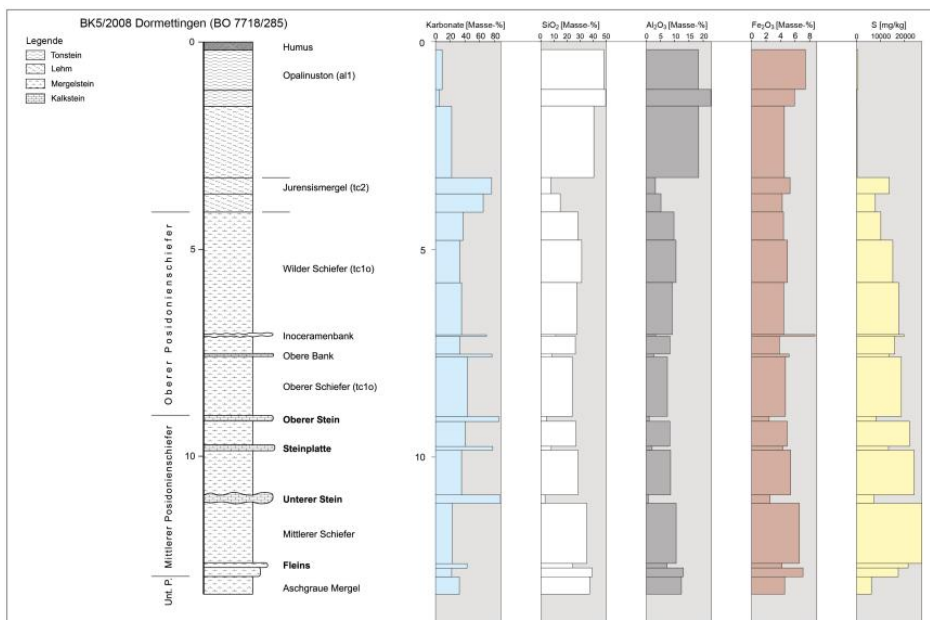 BK5/2008 Dormettingen (BO 7718/285)
Legende
Tonstein
Lehm
Mergelstein
Kalkstein
Karbonate [Masse-%]
0 20 40 60 80
SiO₂ [Masse-%]
0 10 20 30 40 50
Al₂O₃ [Masse-%]
0 5 10 15 20
Fe₂O₃ [Masse-%]
0 2 4 6 8
S [mg/kg]
0 10000 20000
0
5
10
0
5
10
Humus
Opalinuston (al1)
Jurensismergel (tc2)
Wilder Schiefer (tc1o)
Inoceramenbank
Obere Bank
Oberer Schiefer (tc1o)
Oberer Stein
Steinplatte
Unterer Stein
Mittlerer Schiefer
Fleins
Aschgraue Mergel
Oberer Posidonienschiefer
Mittlerer Posidonienschiefer
Unt. P.